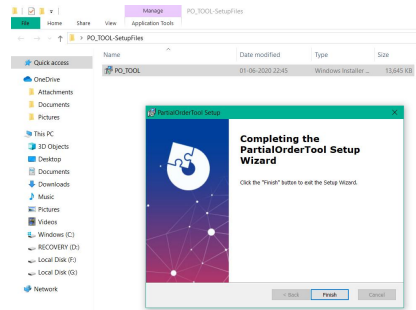 Manage
PO_TOOL-SetupFiles
File
Home
Share
View
Application Tools
PO_TOOL-SetupFiles
Name
Date modified
Type
Size
PO_TOOL
01-06-2020 22:45
Windows Installer ...
13,645 KB
Quick access
OneDrive
Attachments
Documents
Pictures
This PC
3D Objects
Desktop
Documents
Downloads
Music
Pictures
Videos
Windows (C:)
RECOVERY (D:)
Local Disk (F:)
Local Disk (G:)
Network
PartialOrderTool Setup
Completing the
PartialOrderTool Setup
Wizard
Click the "Finish" button to exit the Setup Wizard.
< Back
Finish
Cancel